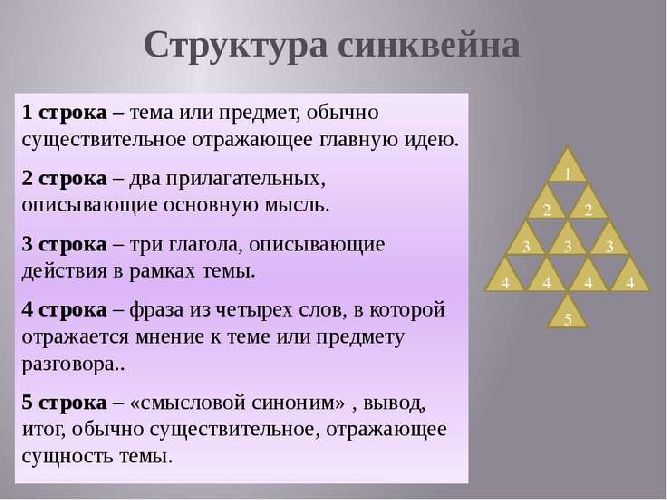 Структура синквейна
1 строка – тема или предмет, обычно
существительное отражающее главную идею.
2 строка – два прилагательных,
описывающие основную мысль.
3 строка – три глагола, описывающие
действия в рамках темы.
4 строка – фраза из четырех слов, в которой
отражается мнение к теме или предмету
разговора..
5 строка – «смысловой синоним» , вывод,
итог, обычно существительное, отражающее
сущность темы.
1
2 2
3 3 3
4 4 4 4
5